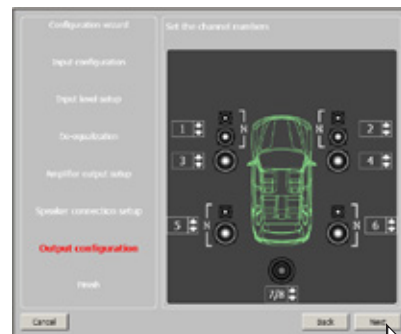 Configuration wizard
Set the channel numbers
Input configuration
Input level setup
De-equalization
Amplifier output setup
Speaker connection setup
Output configuration
Finish
1
N
N
2
3
4
5
N
N
6
7/8
Cancel
Back
Next